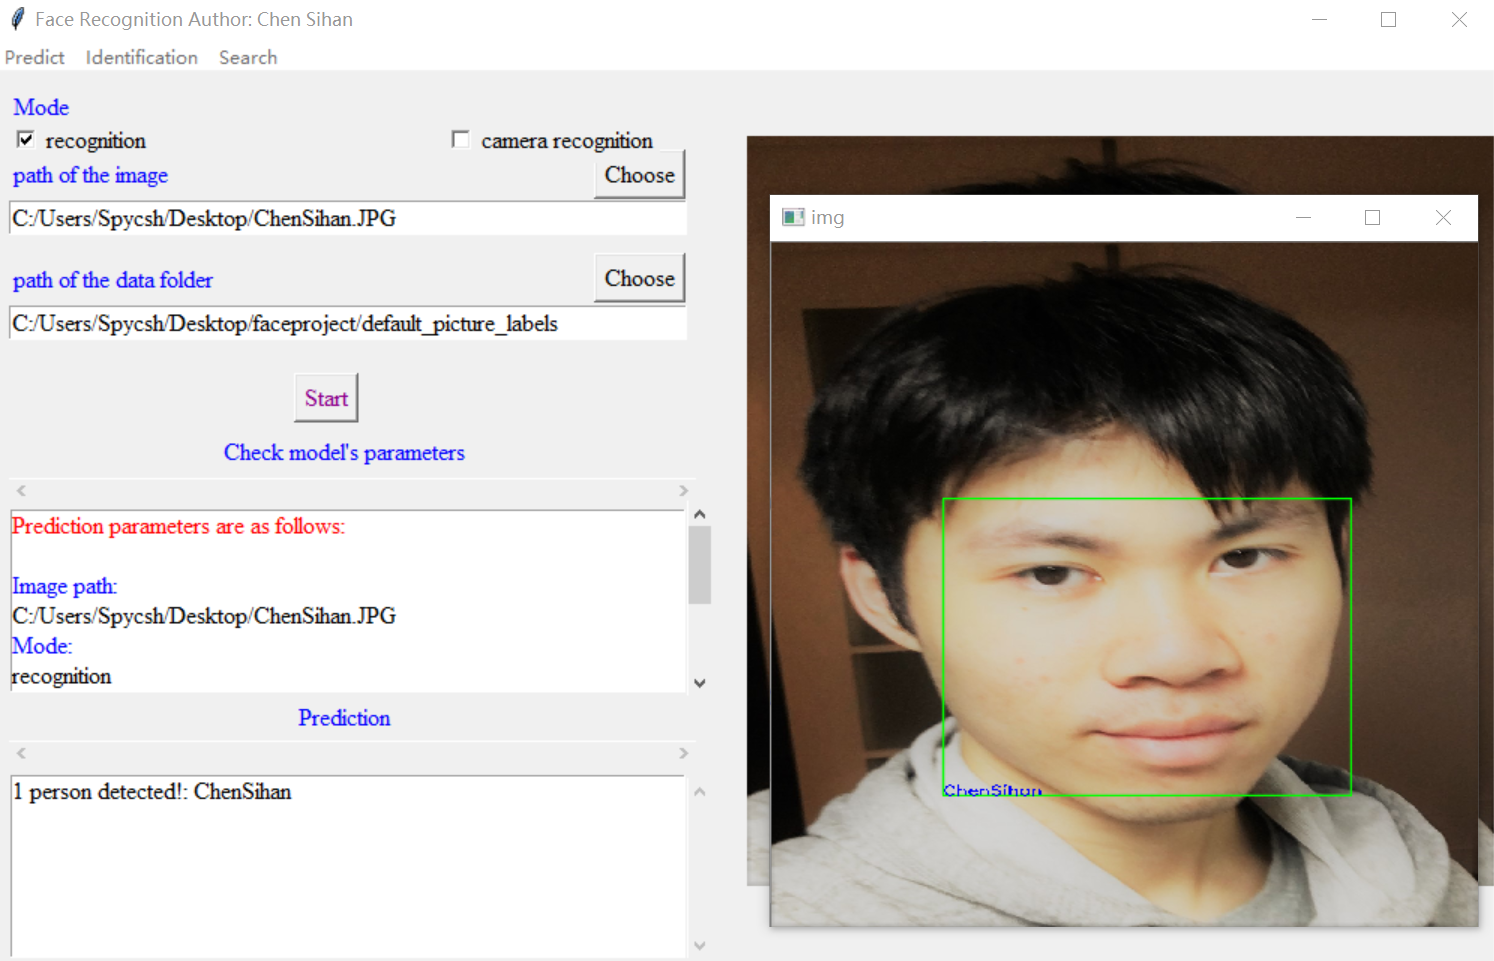 Face Recognition Author: Chen Sihan
Predict Identification Search
Mode
recognition
camera recognition
path of the image
Choose
C:/Users/Spycsh/Desktop/ChenSihan.JPG
path of the data folder
Choose
C:/Users/Spycsh/Desktop/faceproject/default_picture_labels
Start
Check model's parameters
Prediction parameters are as follows:
Image path:
C:/Users/Spycsh/Desktop/ChenSihan.JPG
Mode:
recognition
Prediction
1 person detected!: ChenSihan
img
ChenSihan